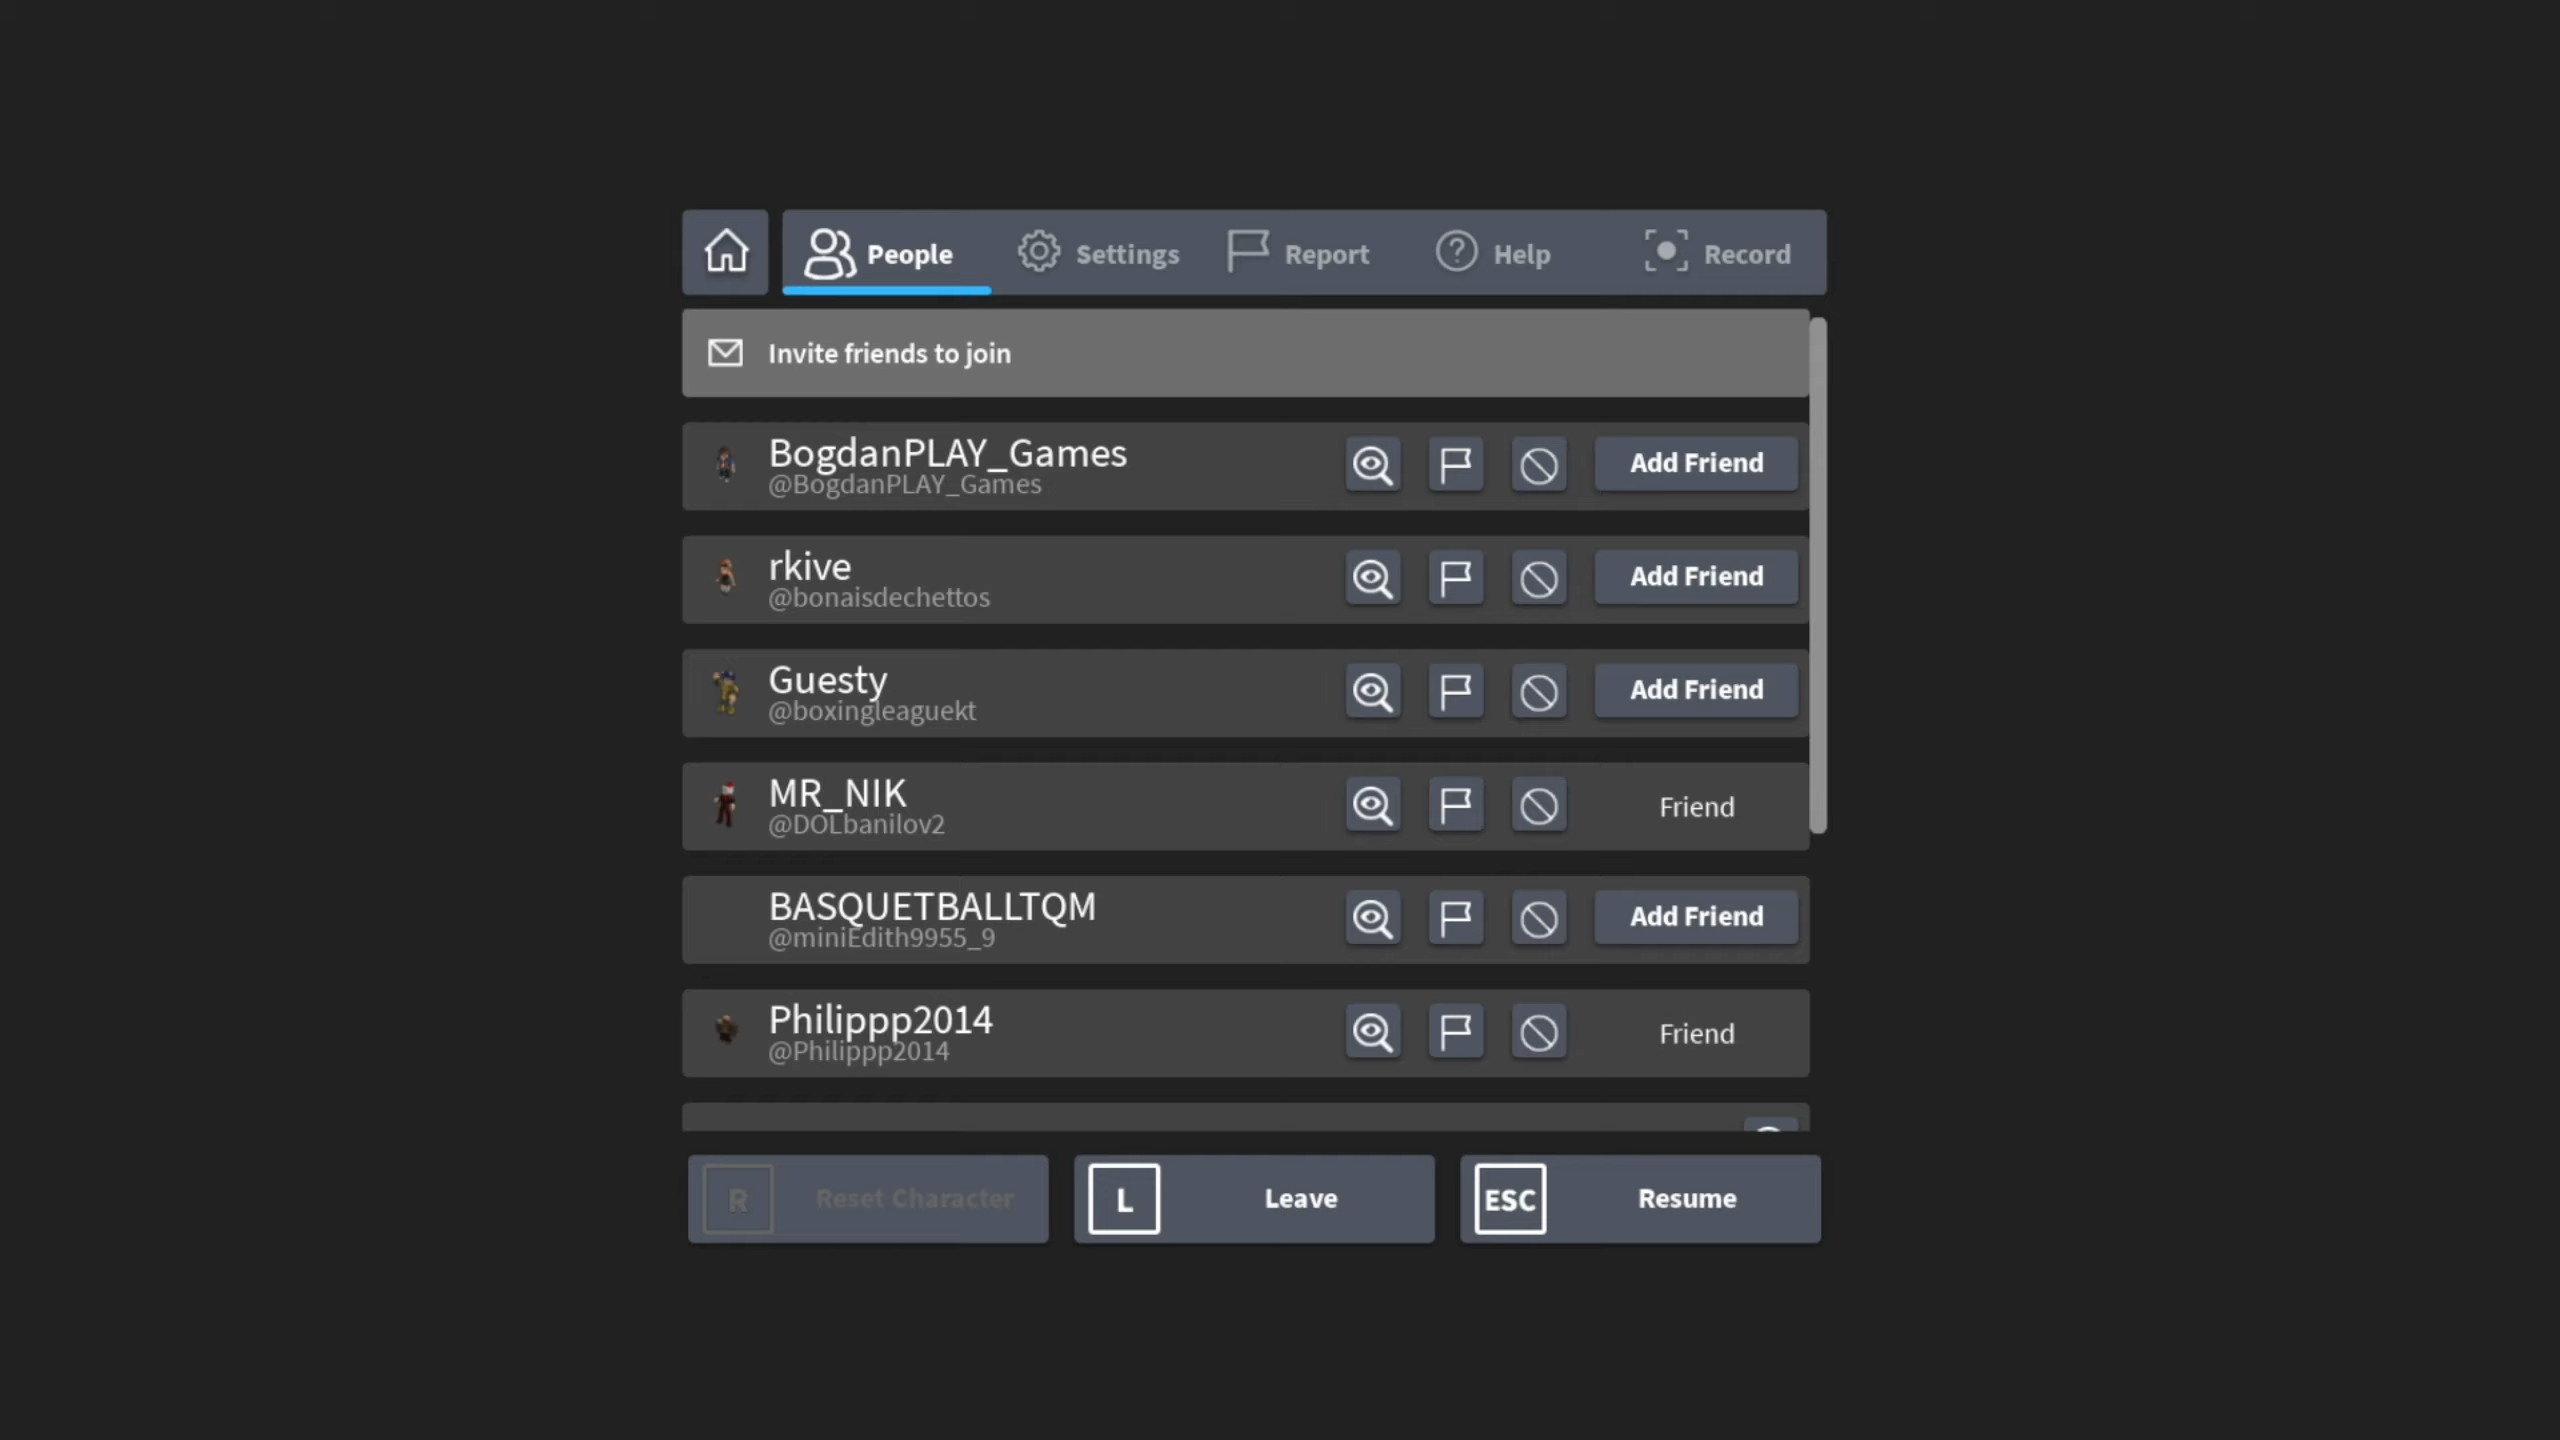 People
Settings
Report
Help
Record
Invite friends to join
BogdanPLAY_Games
@BogdanPLAY_Games
Add Friend
rkive
@bonaisdechettos
Add Friend
Guesty
@boxingleaguekt
Add Friend
MR_NIK
@DOLbanilov2
Friend
BASQUETBALLTQM
@miniEdith9955_9
Add Friend
Philippp2014
@Philippp2014
Friend
R Reset Character
L Leave
ESC Resume